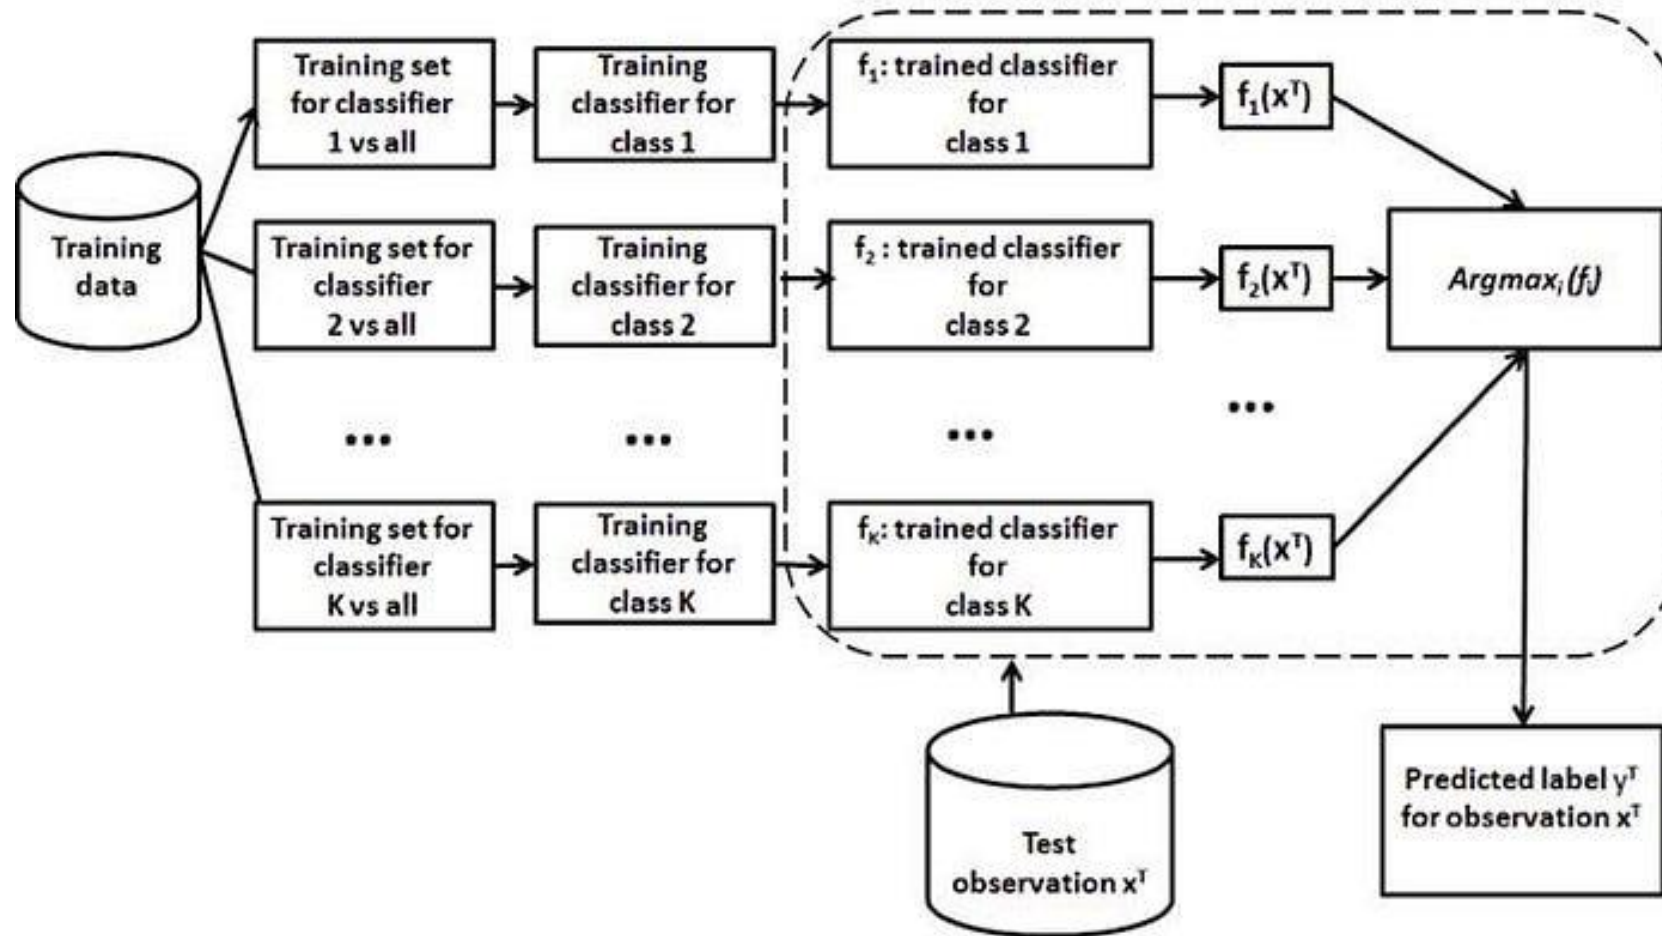 Training
data
Training set
for classifier
1 vs all
Training
classifier for
class 1
f₁: trained classifier
for
class 1
f₁(xᵀ)
Training set for
classifier
2 vs all
Training
classifier for
class 2
f₂ : trained classifier
for
class 2
f₂(xᵀ)
Argmaxᵢ(fᵢ)
...
...
...
...
Training set for
classifier
K vs all
Training
classifier for
class K
f_K: trained classifier
for
class K
f_K(xᵀ)
Test
observation xᵀ
Predicted label yᵀ
for observation xᵀ